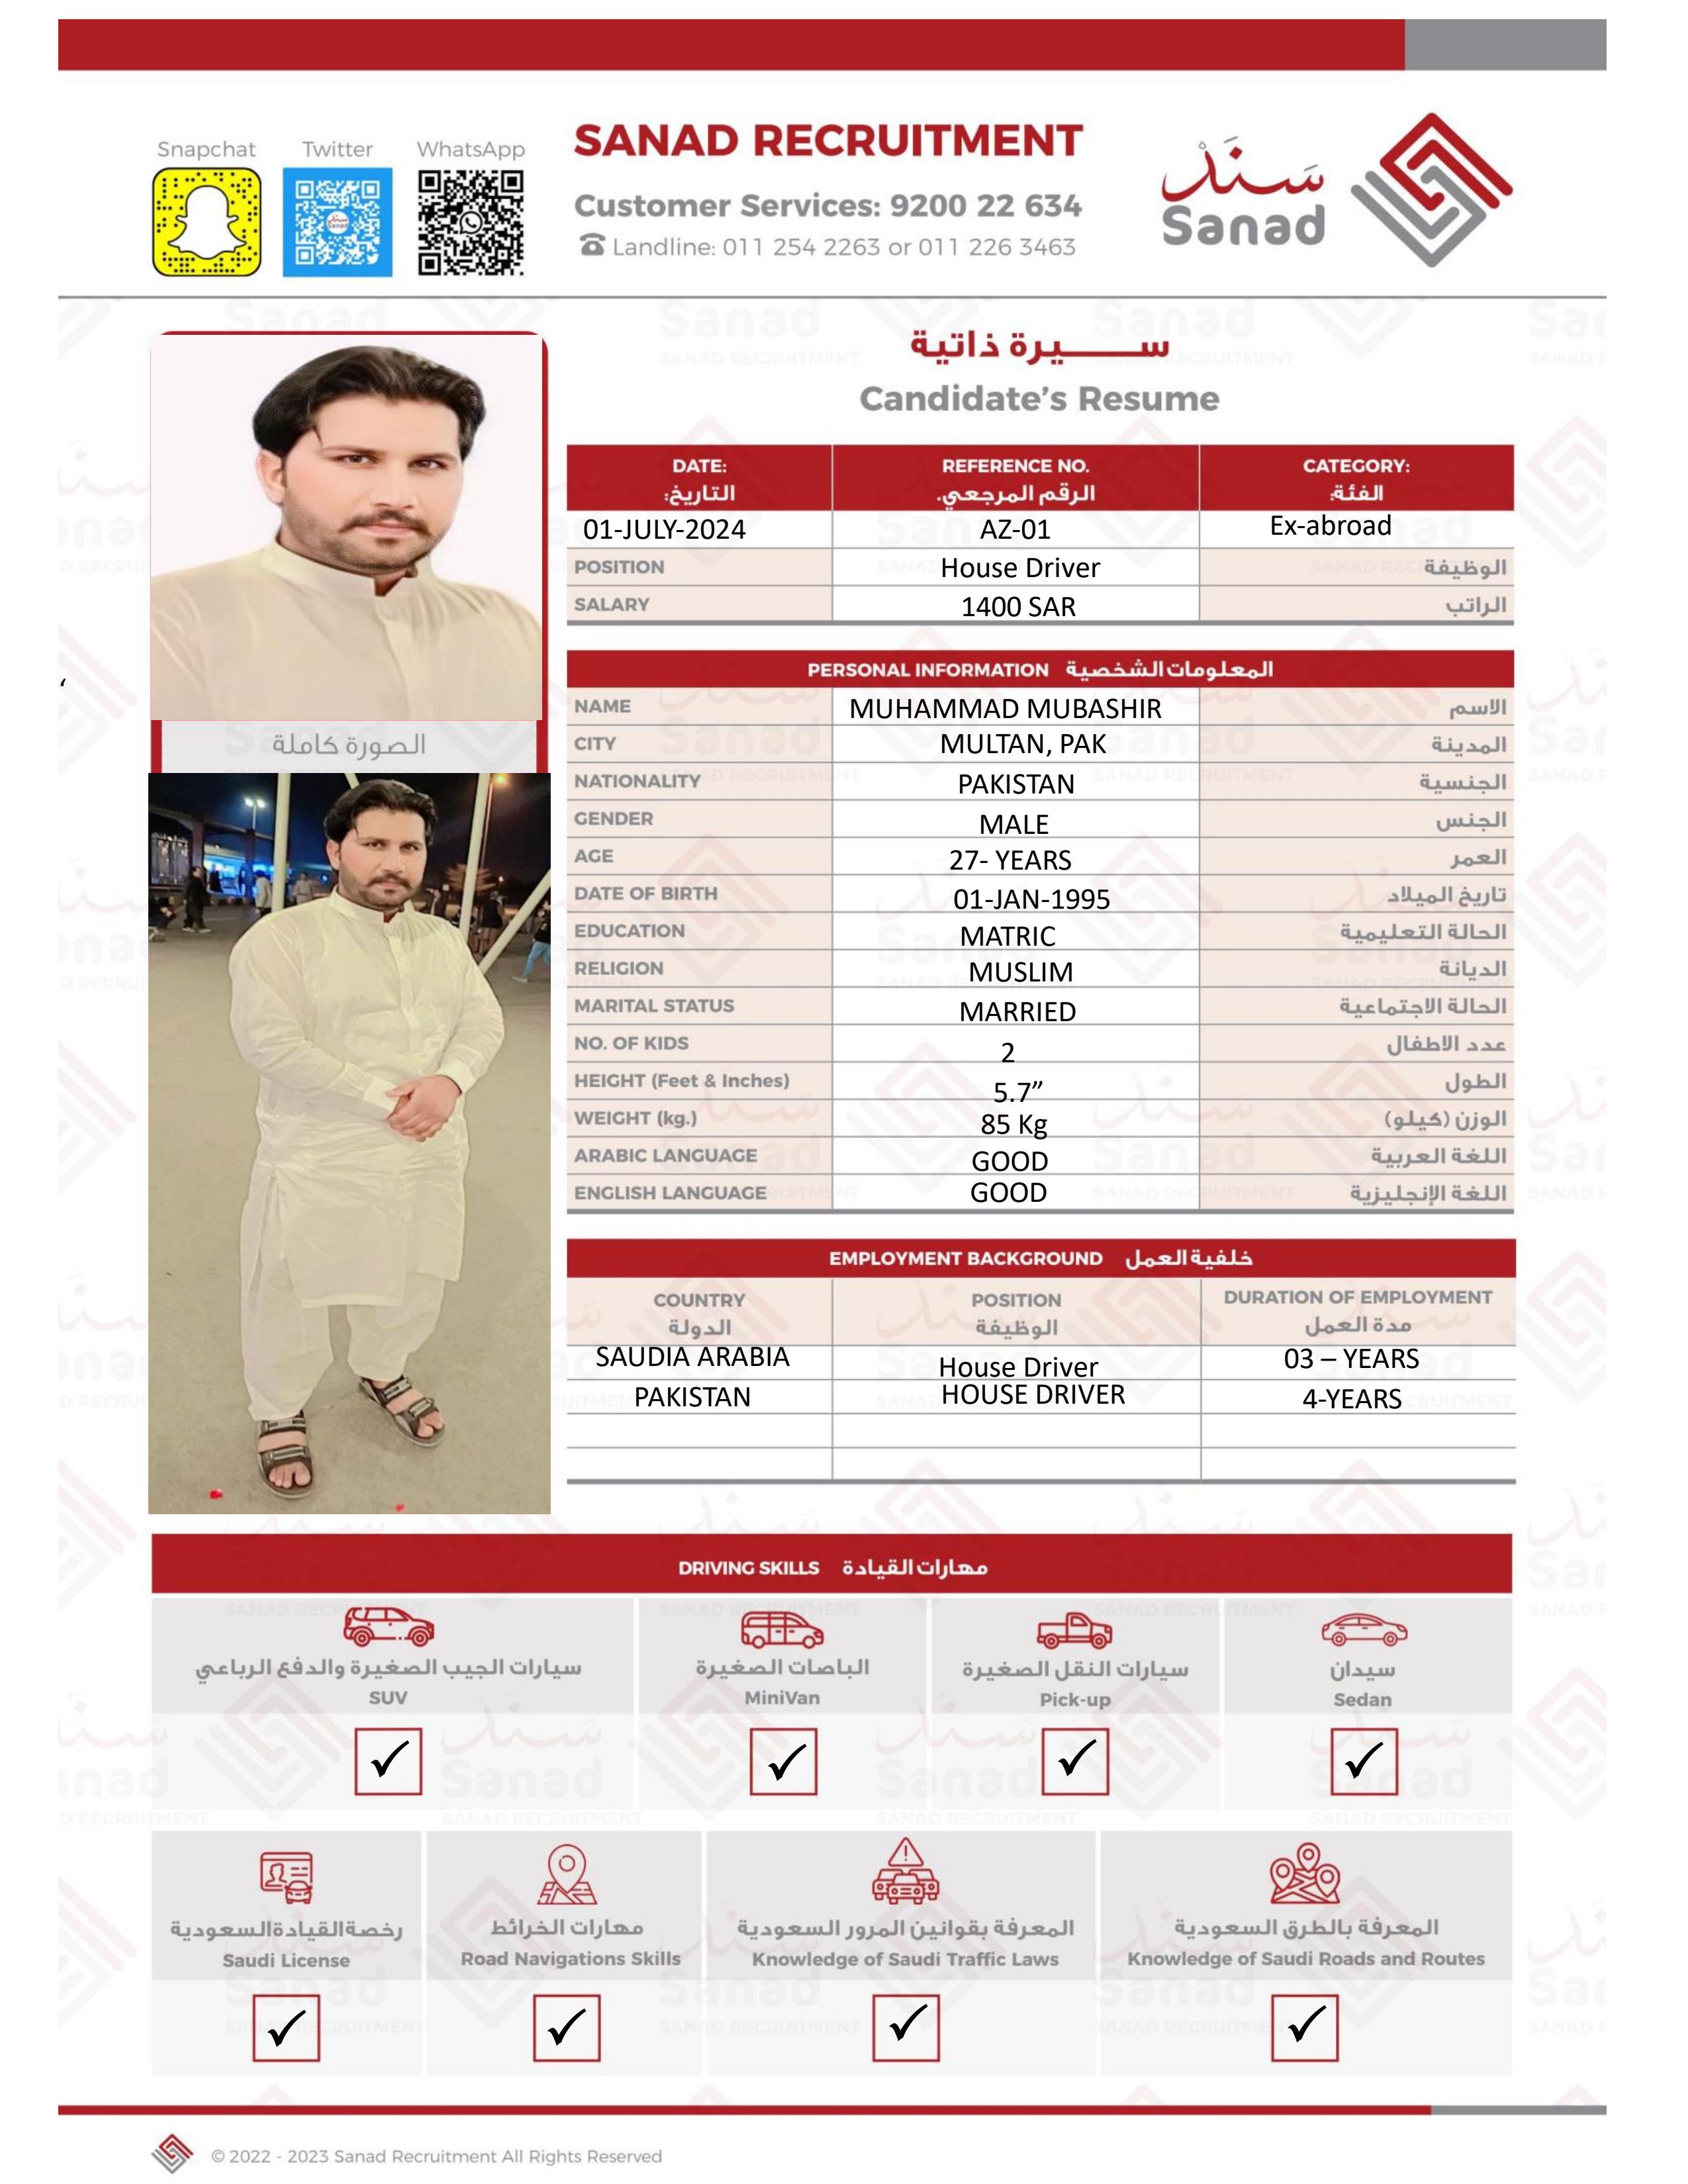 Snapchat
Twitter
WhatsApp
SANAD RECRUITMENT
Customer Services: 9200 22 634
Landline: 011 254 2263 or 011 226 3463
سَنَدْ
Sanad
ســـــيرة ذاتية
Candidate's Resume
الصورة كاملة
DATE: REFERENCE NO. CATEGORY:
التاريخ: الرقم المرجعي. الفئة:
01-JULY-2024 AZ-01 Ex-abroad
POSITION House Driver الوظيفة
SALARY 1400 SAR الراتب
PERSONAL INFORMATION المعلومات الشخصية
NAME MUHAMMAD MUBASHIR الاسم
CITY MULTAN, PAK المدينة
NATIONALITY PAKISTAN الجنسية
GENDER MALE الجنس
AGE 27- YEARS العمر
DATE OF BIRTH 01-JAN-1995 تاريخ الميلاد
EDUCATION MATRIC الحالة التعليمية
RELIGION MUSLIM الديانة
MARITAL STATUS MARRIED الحالة الاجتماعية
NO. OF KIDS 2 عدد الاطفال
HEIGHT (Feet & Inches) 5.7” الطول
WEIGHT (kg.) 85 Kg الوزن (كيلو)
ARABIC LANGUAGE GOOD اللغة العربية
ENGLISH LANGUAGE GOOD اللغة الإنجليزية
EMPLOYMENT BACKGROUND خلفية العمل
COUNTRY POSITION DURATION OF EMPLOYMENT
الدولة الوظيفة مدة العمل
SAUDIA ARABIA House Driver 03 – YEARS
PAKISTAN HOUSE DRIVER 4-YEARS
DRIVING SKILLS مهارات القيادة
سيارات الجيب الصغيرة والدفع الرباعي الباصات الصغيرة سيارات النقل الصغيرة سيدان
SUV MiniVan Pick-up Sedan
✓ ✓ ✓ ✓
رخصة القيادة السعودية مهارات الخرائط المعرفة بقوانين المرور السعودية المعرفة بالطرق السعودية
Saudi License Road Navigations Skills Knowledge of Saudi Traffic Laws Knowledge of Saudi Roads and Routes
✓ ✓ ✓ ✓
© 2022 - 2023 Sanad Recruitment All Rights Reserved